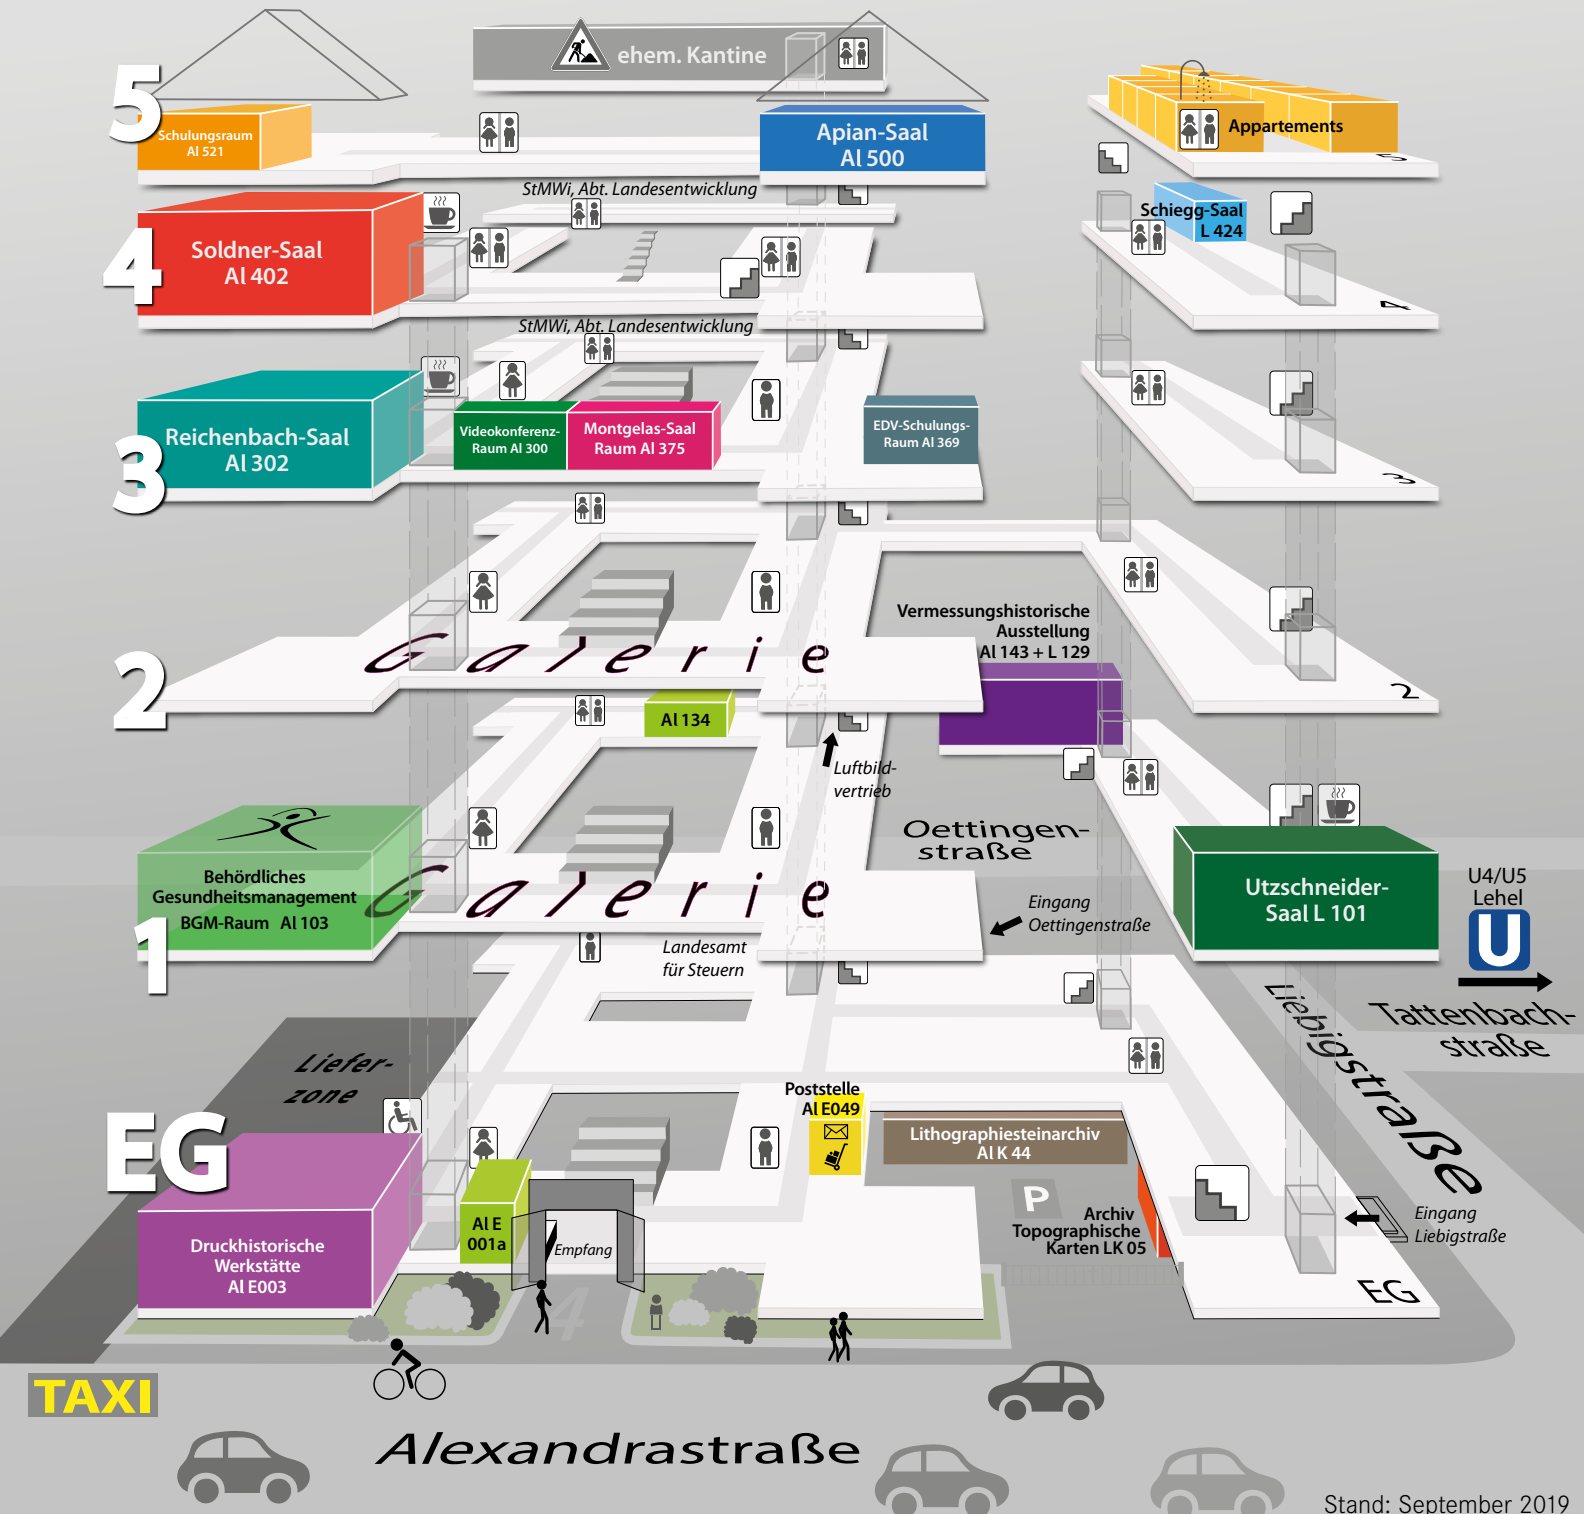 ehem. Kantine
5
Schulungsraum
Al 521
Apian-Saal
Al 500
Appartements
5
StMWi, Abt. Landesentwicklung
4
Soldner-Saal
Al 402
Schiegg-Saal
L 424
4
StMWi, Abt. Landesentwicklung
3
Reichenbach-Saal
Al 302
Videokonferenz-
Raum Al 300
Montgelas-Saal
Raum Al 375
EDV-Schulungs-
Raum Al 369
3
2
Galerie
Vermessungshistorische
Ausstellung
Al 143 + L 129
2
Al 134
Luftbild-
vertrieb
Oettingen-
straße
1
Behördliches
Gesundheitsmanagement
BGM-Raum Al 103
Galerie
Eingang
Oettingenstraße
Utzschneider-
Saal L 101
U4/U5
Lehel
U
Landesamt
für Steuern
Tattenbach-
straße
Liebigstraße
Liefer-
zone
EG
Poststelle
Al E049
Lithographiesteinarchiv
Al K 44
Druckhistorische
Werkstätte
Al E003
Al E
001a
Empfang
P
Archiv
Topographische
Karten LK 05
Eingang
Liebigstraße
EG
4
TAXI
Alexandrastraße
Stand: September 2019